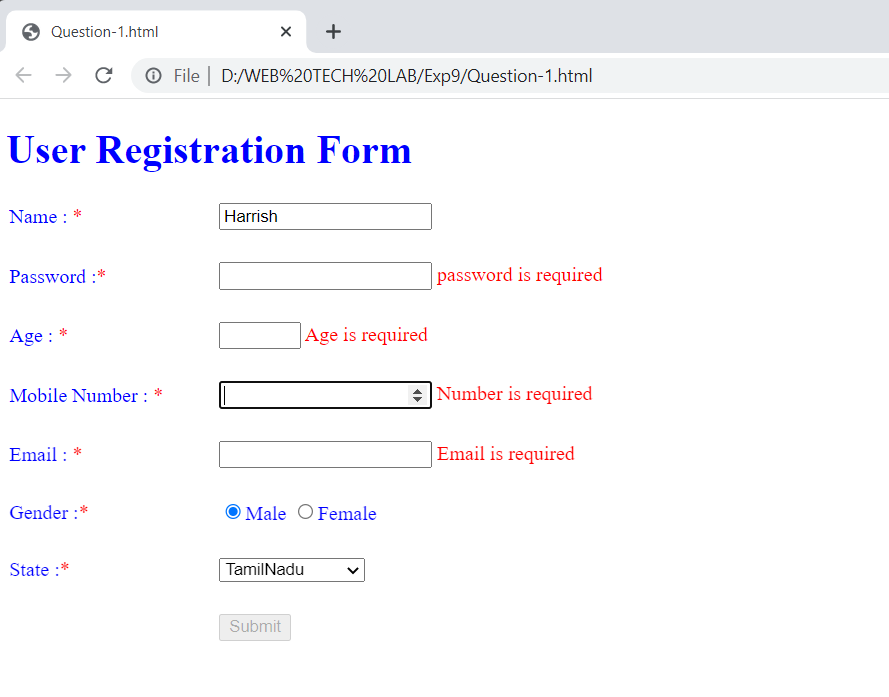 Question-1.html
File | D:/WEB%20TECH%20LAB/Exp9/Question-1.html
User Registration Form
Name : * Harrish
Password :* password is required
Age : * Age is required
Mobile Number : * Number is required
Email : * Email is required
Gender :* Male Female
State :* TamilNadu
Submit